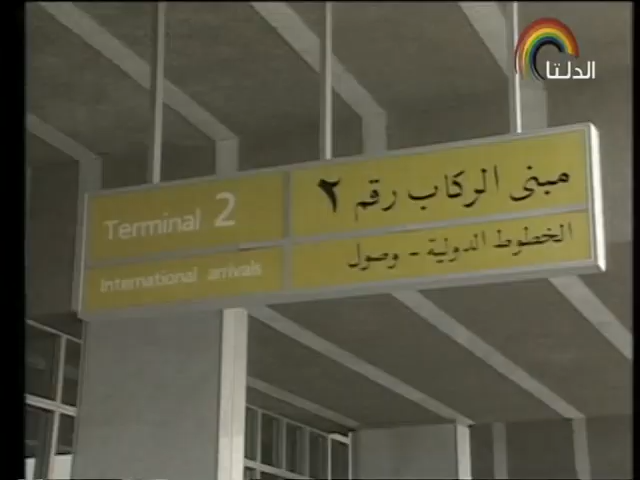 الدلتا
Terminal 2
مبنى الركاب رقم ٢
International arrivals
الخطوط الدولية - وصول